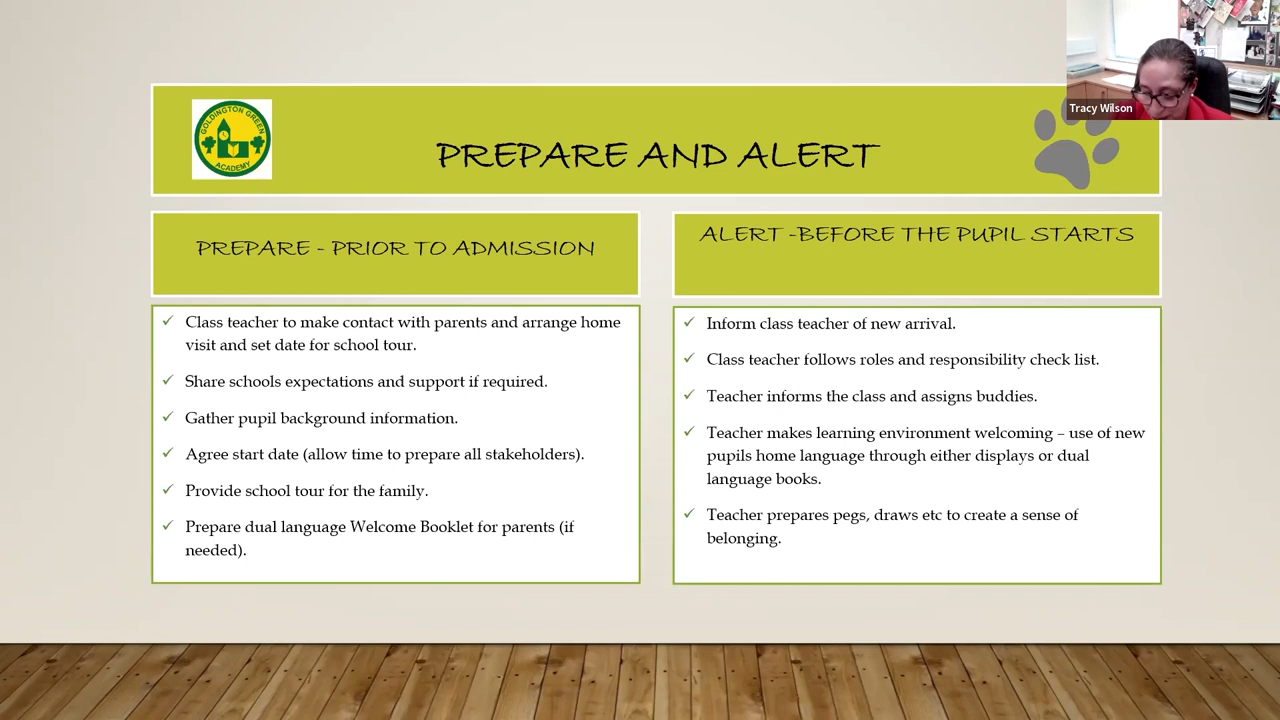 Tracy Wilson
GOLDINGTON GREEN
ACADEMY
PREPARE AND ALERT
PREPARE - PRIOR TO ADMISSION
Class teacher to make contact with parents and arrange home
visit and set date for school tour.
Share schools expectations and support if required.
Gather pupil background information.
Agree start date (allow time to prepare all stakeholders).
Provide school tour for the family.
Prepare dual language Welcome Booklet for parents (if
needed).
ALERT -BEFORE THE PUPIL STARTS
Inform class teacher of new arrival.
Class teacher follows roles and responsibility check list.
Teacher informs the class and assigns buddies.
Teacher makes learning environment welcoming – use of new
pupils home language through either displays or dual
language books.
Teacher prepares pegs, draws etc to create a sense of
belonging.